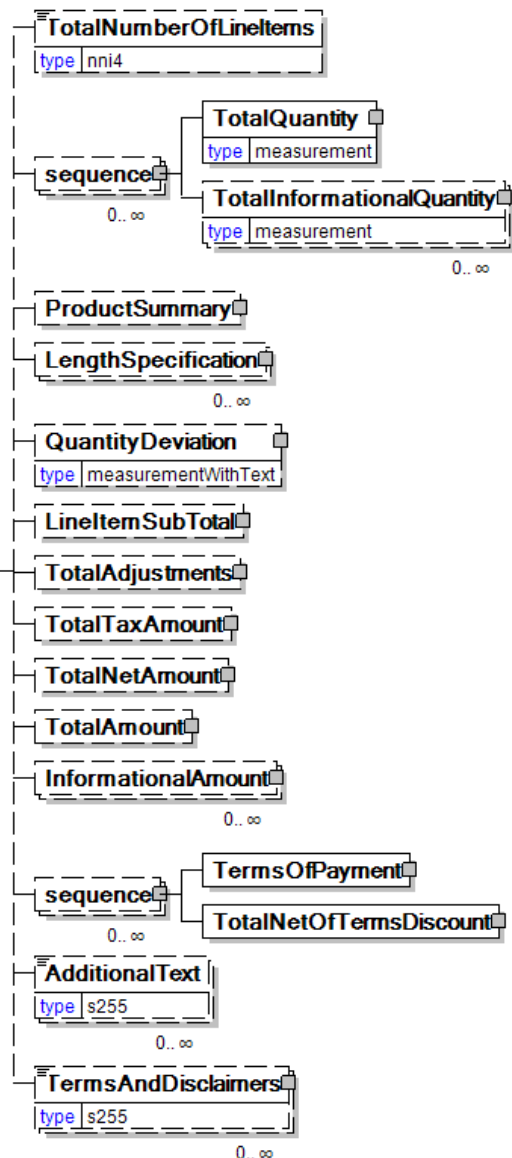 TotalNumberOfLineItems
type nni4
TotalQuantity
type measurement
sequence
0.. ∞
TotalInformationalQuantity
type measurement
0.. ∞
ProductSummary
LengthSpecification
0.. ∞
QuantityDeviation
type measurementWithText
LineItemSubTotal
TotalAdjustments
TotalTaxAmount
TotalNetAmount
TotalAmount
InformationalAmount
0.. ∞
TermsOfPayment
sequence
0.. ∞
TotalNetOfTermsDiscount
AdditionalText
type s255
0.. ∞
TermsAndDisclaimers
type s255
0.. ∞